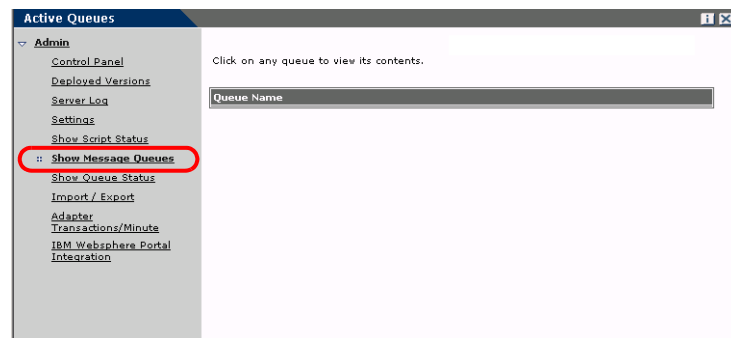 Active Queues
Admin
Control Panel
Deployed Versions
Server Log
Settings
Show Script Status
Show Message Queues
Show Queue Status
Import / Export
Adapter
Transactions/Minute
IBM Websphere Portal
Integration
Click on any queue to view its contents.
Queue Name